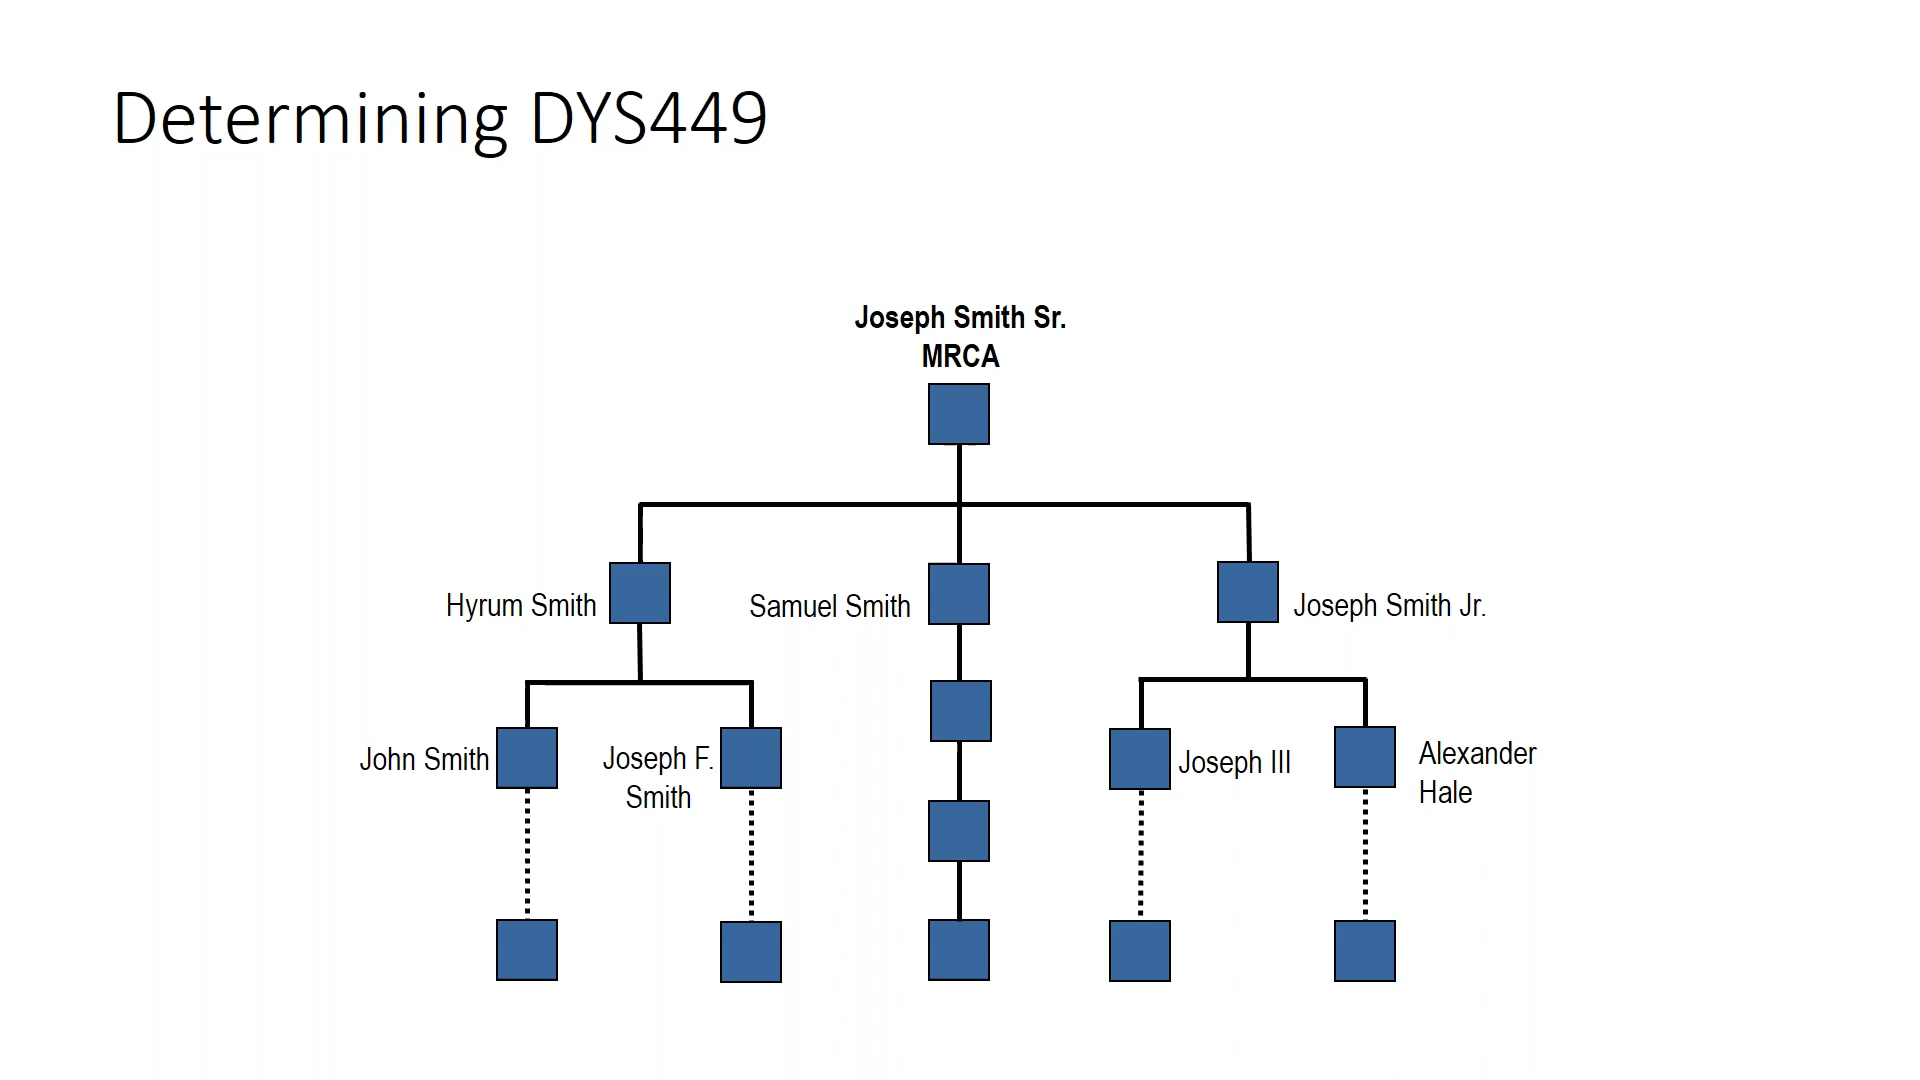 Determining DYS449
Joseph Smith Sr.
MRCA
Hyrum Smith
Samuel Smith
Joseph Smith Jr.
John Smith
Joseph F.
Smith
Joseph III
Alexander
Hale